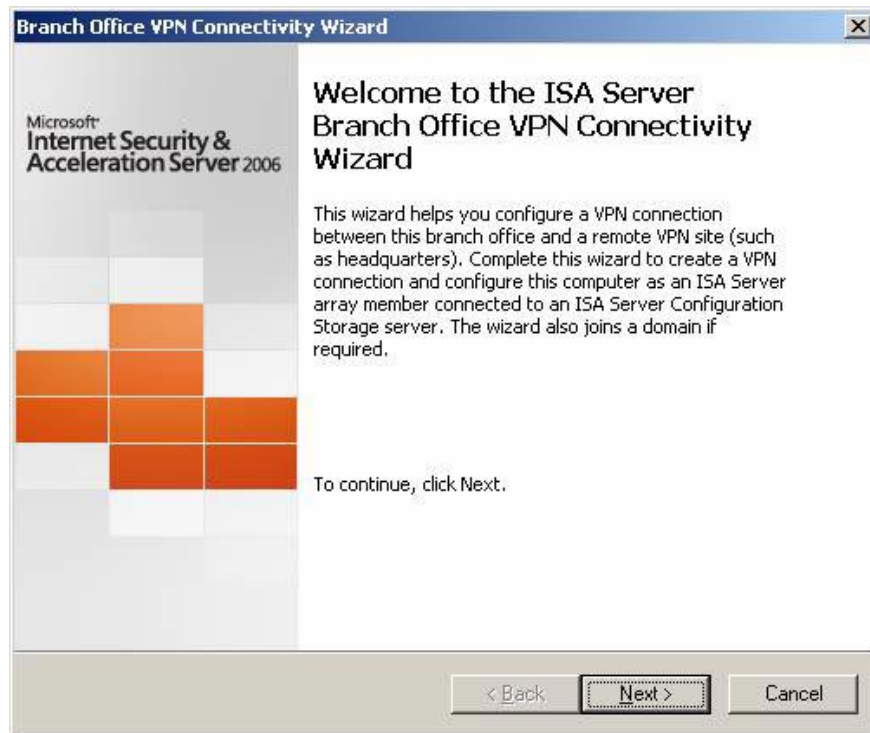 Branch Office VPN Connectivity Wizard
Microsoft
Internet Security &
Acceleration Server 2006
Welcome to the ISA Server
Branch Office VPN Connectivity
Wizard
This wizard helps you configure a VPN connection
between this branch office and a remote VPN site (such
as headquarters). Complete this wizard to create a VPN
connection and configure this computer as an ISA Server
array member connected to an ISA Server Configuration
Storage server. The wizard also joins a domain if
required.
To continue, click Next.
< Back
Next >
Cancel